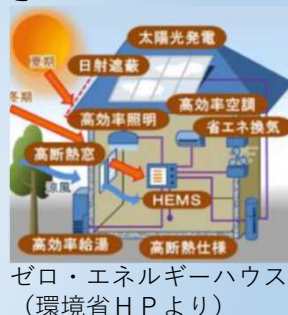 太陽光発電
夏期
日射遮蔽
冬期
高効率空調
高効率照明
省エネ換気
高断熱窓
涼風
HEMS
高効率給湯
高断熱仕様
ゼロ・エネルギーハウス
（環境省ＨＰより）